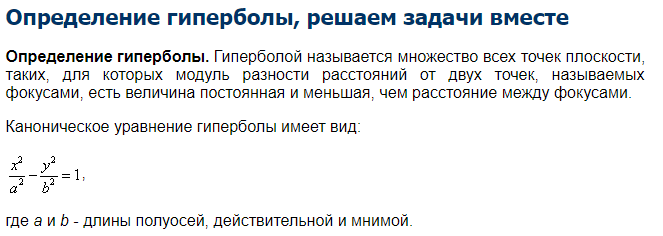 Определение гиперболы, решаем задачи вместе
Определение гиперболы. Гиперболой называется множество всех точек плоскости,
таких, для которых модуль разности расстояний от двух точек, называемых
фокусами, есть величина постоянная и меньшая, чем расстояние между фокусами.
Каноническое уравнение гиперболы имеет вид:
x²/a² − y²/b² = 1,
где a и b - длины полуосей, действительной и мнимой.